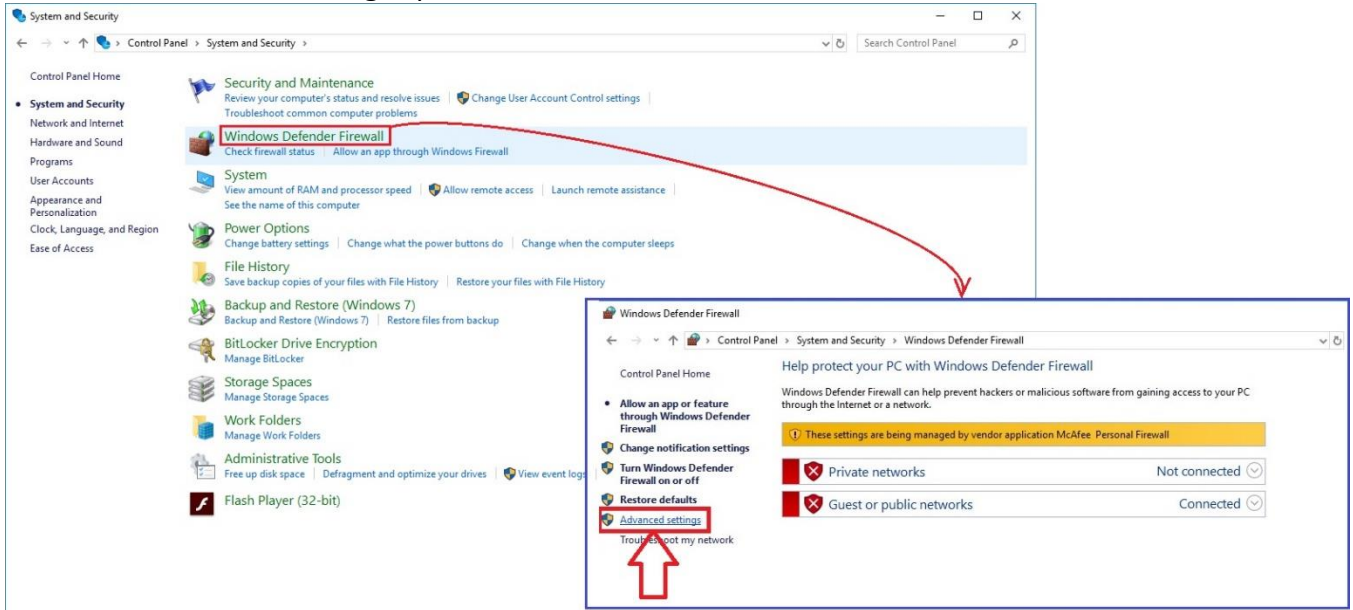 System and Security
Control Panel > System and Security >
Search Control Panel
Control Panel Home
System and Security
Network and Internet
Hardware and Sound
Programs
User Accounts
Appearance and
Personalization
Clock, Language, and Region
Ease of Access
Security and Maintenance
Review your computer's status and resolve issues | Change User Account Control settings |
Troubleshoot common computer problems
Windows Defender Firewall
Check firewall status | Allow an app through Windows Firewall
System
View amount of RAM and processor speed | Allow remote access | Launch remote assistance |
See the name of this computer
Power Options
Change battery settings | Change what the power buttons do | Change when the computer sleeps
File History
Save backup copies of your files with File History | Restore your files with File History
Backup and Restore (Windows 7)
Backup and Restore (Windows 7) | Restore files from backup
BitLocker Drive Encryption
Manage BitLocker
Storage Spaces
Manage Storage Spaces
Work Folders
Manage Work Folders
Administrative Tools
Free up disk space | Defragment and optimize your drives | View event logs
Flash Player (32-bit)
Windows Defender Firewall
Control Panel > System and Security > Windows Defender Firewall
Control Panel Home
Allow an app or feature
through Windows Defender
Firewall
Change notification settings
Turn Windows Defender
Firewall on or off
Restore defaults
Advanced settings
Troubleshoot my network
Help protect your PC with Windows Defender Firewall
Windows Defender Firewall can help prevent hackers or malicious software from gaining access to your PC
through the Internet or a network.
These settings are being managed by vendor application McAfee Personal Firewall
Private networks Not connected
Guest or public networks Connected